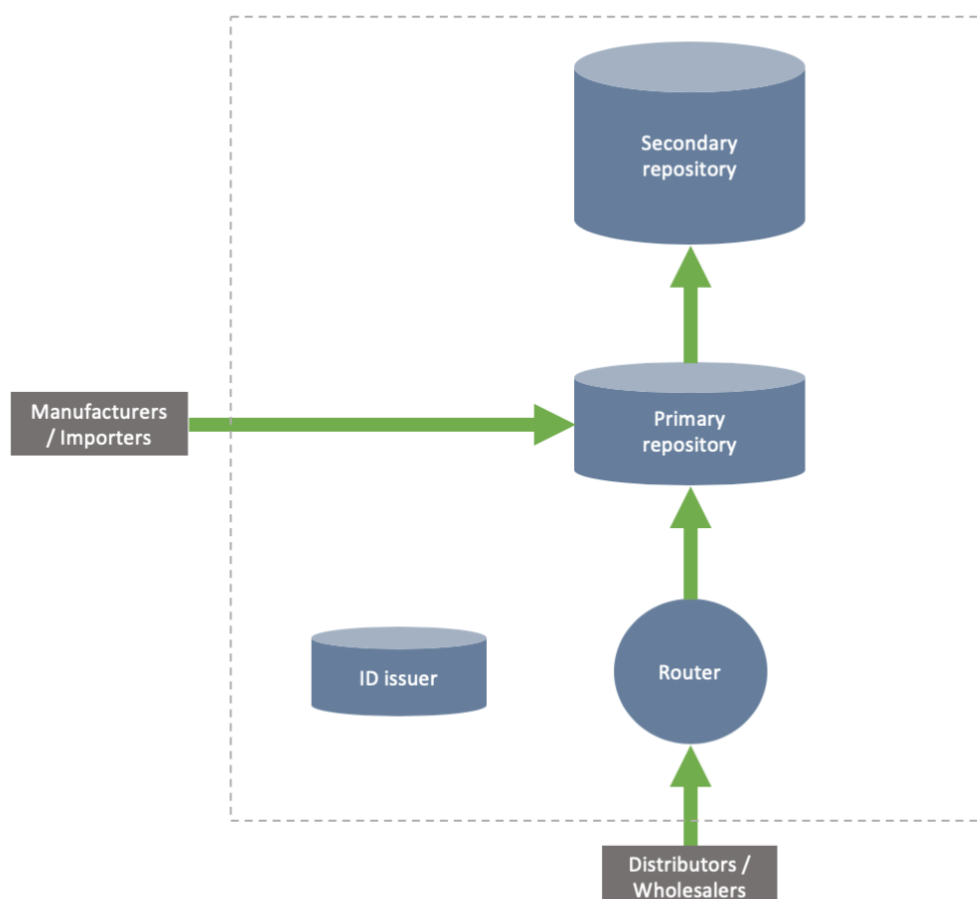 Secondary
repository
Manufacturers
/ Importers
Primary
repository
ID issuer
Router
Distributors /
Wholesalers